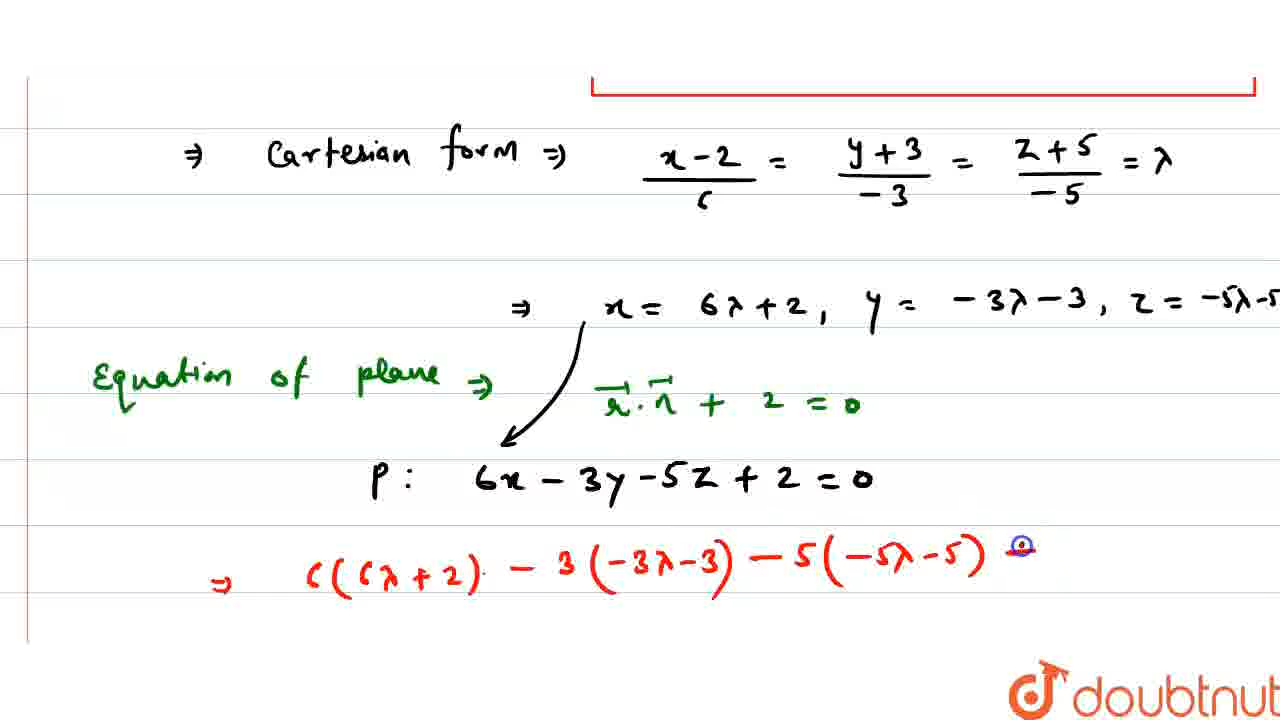 ⇒ Cartesian form ⇒ x-2/6 = y+3/-3 = z+5/-5 = λ
⇒ x = 6λ+2, y = -3λ-3, z = -5λ-5
Equation of plane ⇒ r⃗.n⃗ + 2 = 0
P: 6x - 3y - 5z + 2 = 0
⇒ 6(6λ+2) - 3(-3λ-3) - 5(-5λ-5)
doubtnut